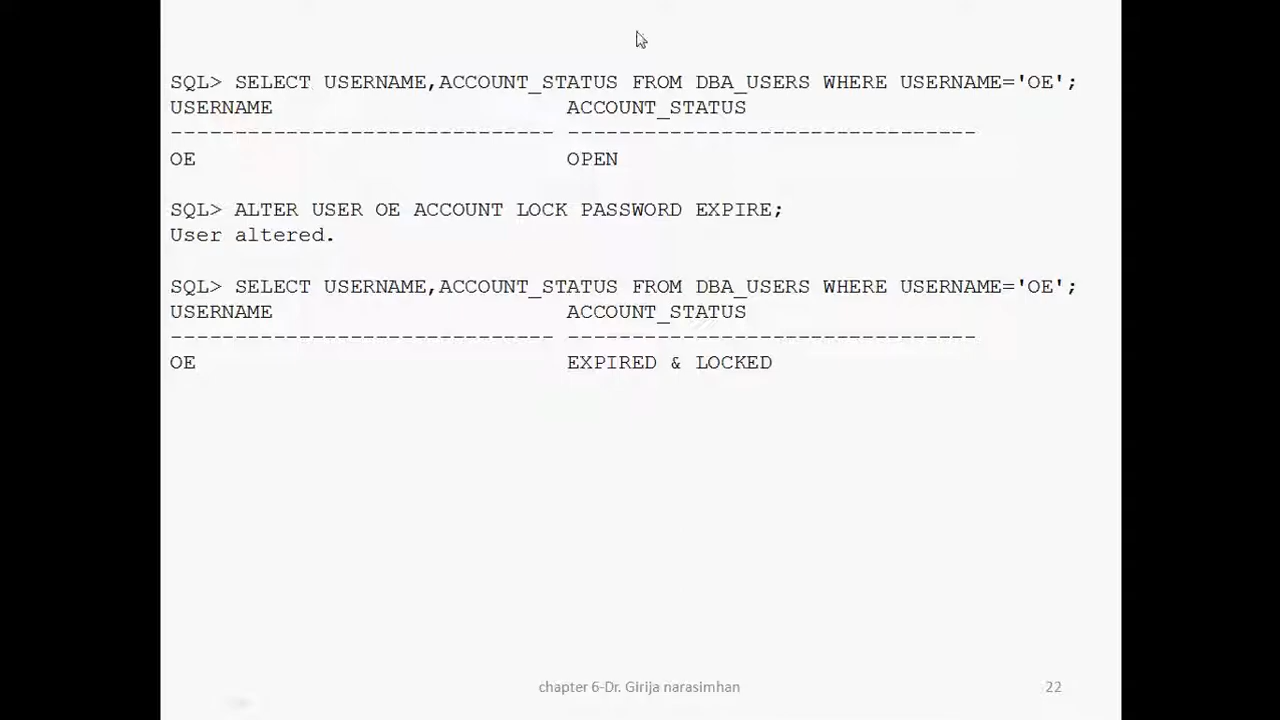 SQL> SELECT USERNAME,ACCOUNT_STATUS FROM DBA_USERS WHERE USERNAME='OE';
USERNAME                       ACCOUNT_STATUS
------------------------------ --------------------------------
OE                             OPEN
SQL> ALTER USER OE ACCOUNT LOCK PASSWORD EXPIRE;
User altered.
SQL> SELECT USERNAME,ACCOUNT_STATUS FROM DBA_USERS WHERE USERNAME='OE';
USERNAME                       ACCOUNT_STATUS
------------------------------ --------------------------------
OE                             EXPIRED & LOCKED
chapter 6-Dr. Girija narasimhan 22